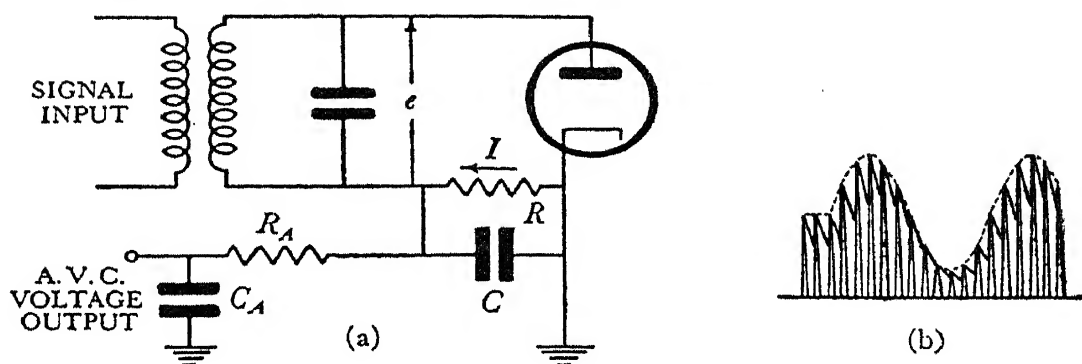 SIGNAL
INPUT
e
I
R
R_A
A. V. C.
VOLTAGE
OUTPUT
C_A
C
(a)
(b)